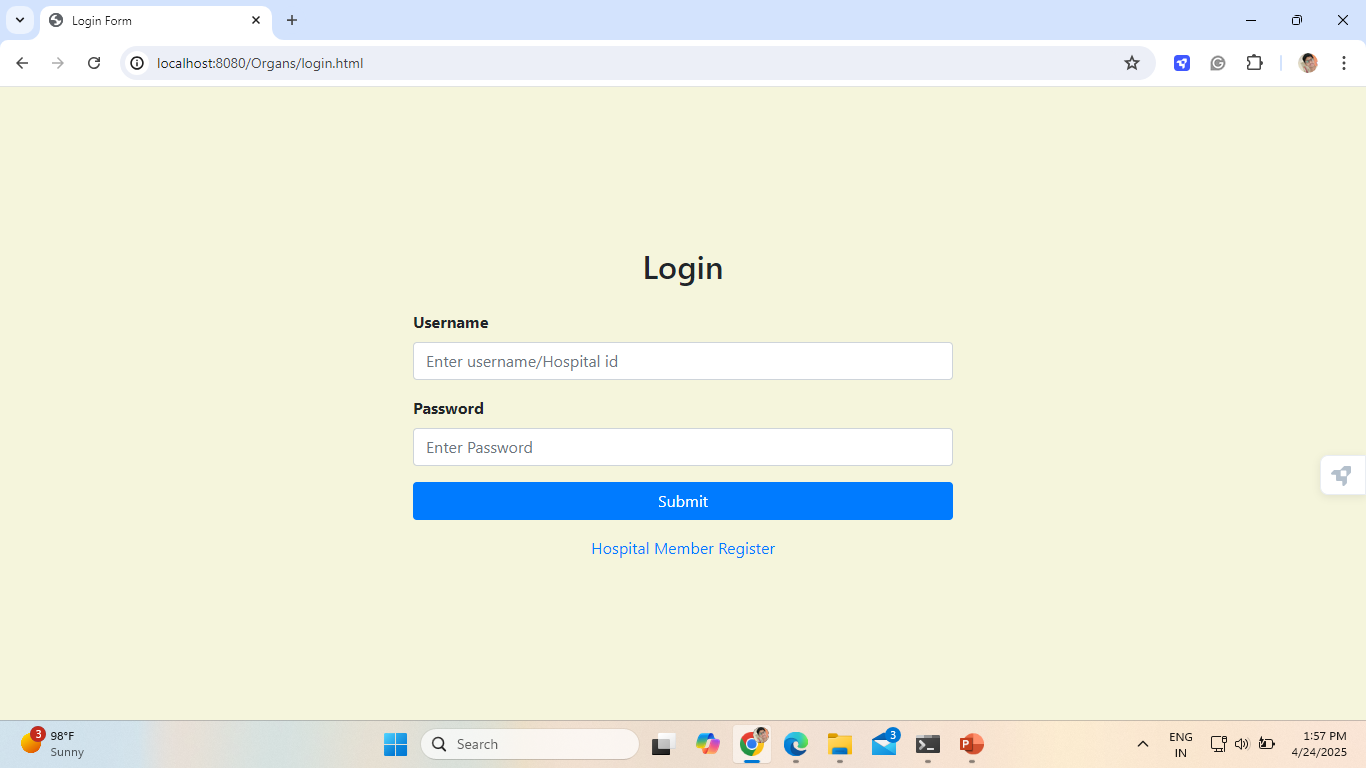 Login Form
localhost:8080/Organs/login.html
Login
Username
Enter username/Hospital id
Password
Enter Password
Submit
Hospital Member Register
3
98°F
Sunny
Search
3
ENG
IN
1:57 PM
4/24/2025